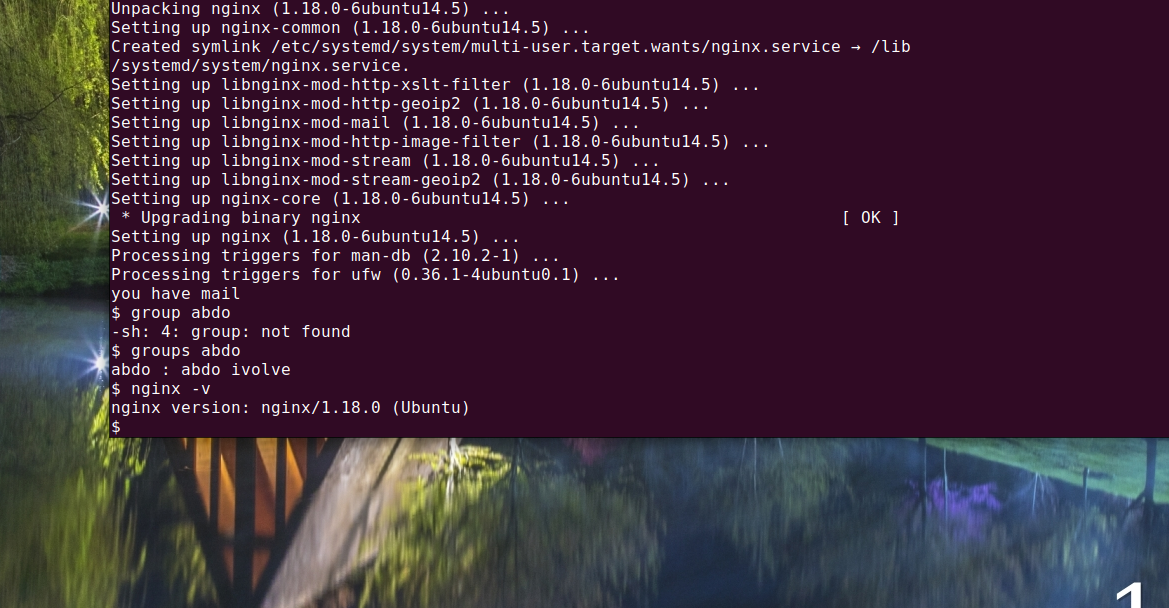 Unpacking nginx (1.18.0-6ubuntu14.5) ...
Setting up nginx-common (1.18.0-6ubuntu14.5) ...
Created symlink /etc/systemd/system/multi-user.target.wants/nginx.service → /lib
/systemd/system/nginx.service.
Setting up libnginx-mod-http-xslt-filter (1.18.0-6ubuntu14.5) ...
Setting up libnginx-mod-http-geoip2 (1.18.0-6ubuntu14.5) ...
Setting up libnginx-mod-mail (1.18.0-6ubuntu14.5) ...
Setting up libnginx-mod-http-image-filter (1.18.0-6ubuntu14.5) ...
Setting up libnginx-mod-stream (1.18.0-6ubuntu14.5) ...
Setting up libnginx-mod-stream-geoip2 (1.18.0-6ubuntu14.5) ...
Setting up nginx-core (1.18.0-6ubuntu14.5) ...
 * Upgrading binary nginx                                                [ OK ]
Setting up nginx (1.18.0-6ubuntu14.5) ...
Processing triggers for man-db (2.10.2-1) ...
Processing triggers for ufw (0.36.1-4ubuntu0.1) ...
you have mail
$ group abdo
-sh: 4: group: not found
$ groups abdo
abdo : abdo ivolve
$ nginx -v
nginx version: nginx/1.18.0 (Ubuntu)
$
1